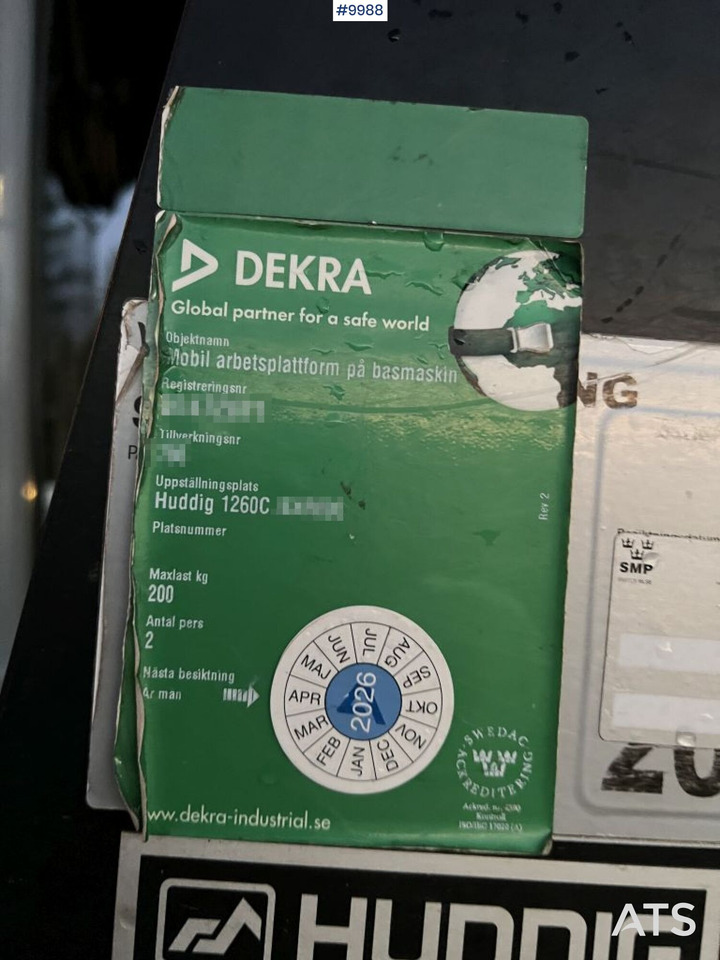 #9988
DEKRA
Global partner for a safe world
Objektnamn
Mobil arbetsplattform på basmaskin
Registreringsnr
Tillverkningsnr
Uppställningsplats
Huddig 1260C
Platsnummer
Rev 2
Maxlast kg
200
Antal pers
2
Nästa besiktning
År mån
2026
JAN
FEB
MAR
APR
MAJ
JUN
JUL
AUG
SEP
OKT
NOV
DEC
SWEDAC
ACKREDITERING
Kontroll
www.dekra-industrial.se
NG
SMP
20
HUDDIG
ATS